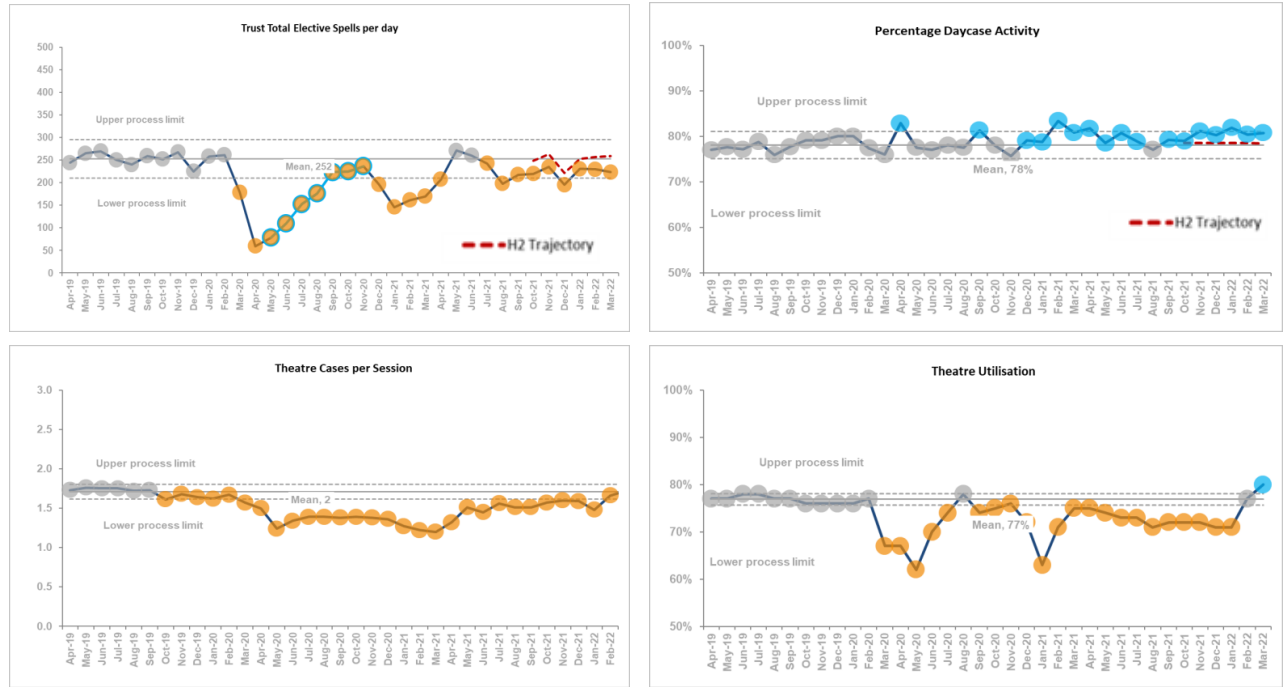 Trust Total Elective Spells per day
500
450
400
350
300
250
200
150
100
50
0
Upper process limit
Mean, 252
Lower process limit
H2 Trajectory
Apr-19
May-19
Jun-19
Jul-19
Aug-19
Sep-19
Oct-19
Nov-19
Dec-19
Jan-20
Feb-20
Mar-20
Apr-20
May-20
Jun-20
Jul-20
Aug-20
Sep-20
Oct-20
Nov-20
Dec-20
Jan-21
Feb-21
Mar-21
Apr-21
May-21
Jun-21
Jul-21
Aug-21
Sep-21
Oct-21
Nov-21
Dec-21
Jan-22
Feb-22
Mar-22
Percentage Daycase Activity
100%
90%
80%
70%
60%
50%
Upper process limit
Mean, 78%
Lower process limit
H2 Trajectory
Apr-19
May-19
Jun-19
Jul-19
Aug-19
Sep-19
Oct-19
Nov-19
Dec-19
Jan-20
Feb-20
Mar-20
Apr-20
May-20
Jun-20
Jul-20
Aug-20
Sep-20
Oct-20
Nov-20
Dec-20
Jan-21
Feb-21
Mar-21
Apr-21
May-21
Jun-21
Jul-21
Aug-21
Sep-21
Oct-21
Nov-21
Dec-21
Jan-22
Feb-22
Mar-22
Theatre Cases per Session
3.0
2.5
2.0
1.5
1.0
0.5
0.0
Upper process limit
Mean, 2
Lower process limit
Apr-19
May-19
Jun-19
Jul-19
Aug-19
Sep-19
Oct-19
Nov-19
Dec-19
Jan-20
Feb-20
Mar-20
Apr-20
May-20
Jun-20
Jul-20
Aug-20
Sep-20
Oct-20
Nov-20
Dec-20
Jan-21
Feb-21
Mar-21
Apr-21
May-21
Jun-21
Jul-21
Aug-21
Sep-21
Oct-21
Nov-21
Dec-21
Jan-22
Feb-22
Theatre Utilisation
100%
90%
80%
70%
60%
50%
Upper process limit
Mean, 77%
Lower process limit
Apr-19
May-19
Jun-19
Jul-19
Aug-19
Sep-19
Oct-19
Nov-19
Dec-19
Jan-20
Feb-20
Mar-20
Apr-20
May-20
Jun-20
Jul-20
Aug-20
Sep-20
Oct-20
Nov-20
Dec-20
Jan-21
Feb-21
Mar-21
Apr-21
May-21
Jun-21
Jul-21
Aug-21
Sep-21
Oct-21
Nov-21
Dec-21
Jan-22
Feb-22
Mar-22